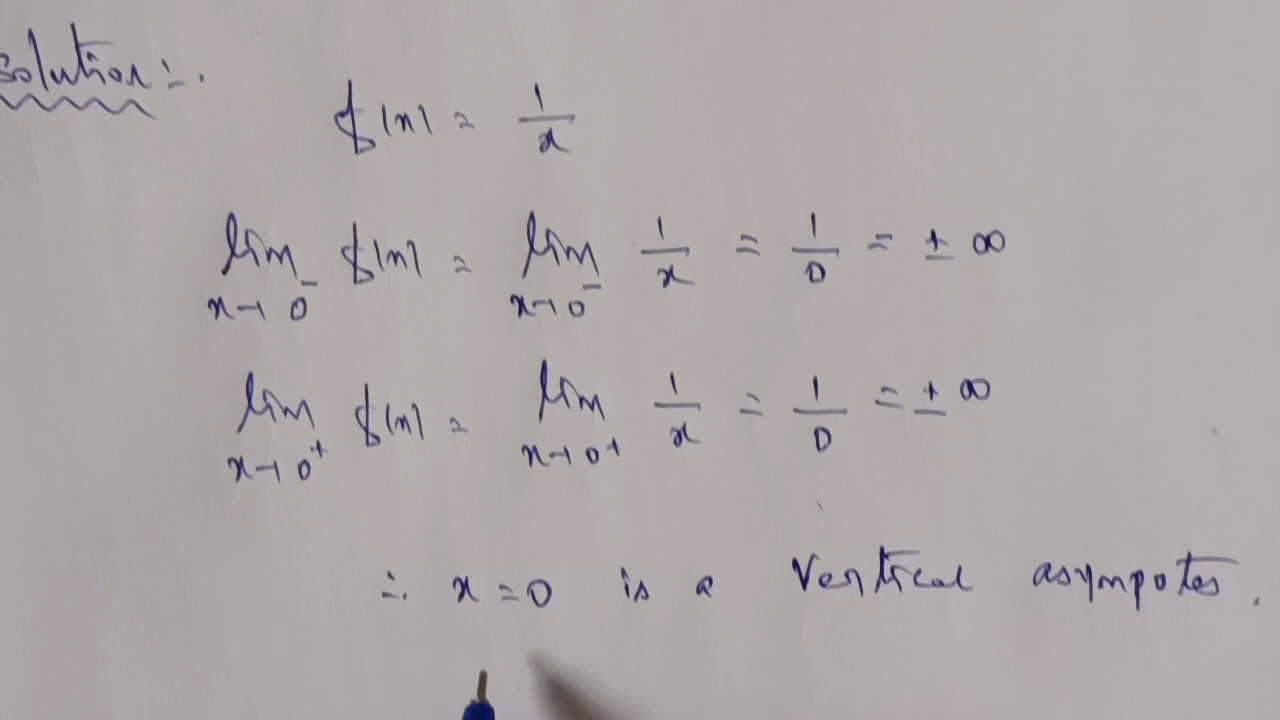 Solution:-.
f(x) = 1/x
lim x→0⁻ f(x) = lim x→0⁻ 1/x = 1/0 = ± ∞
lim x→0⁺ f(x) = lim x→0⁺ 1/x = 1/0 = ± ∞
∴ x = 0 is a Vertical asympotes.